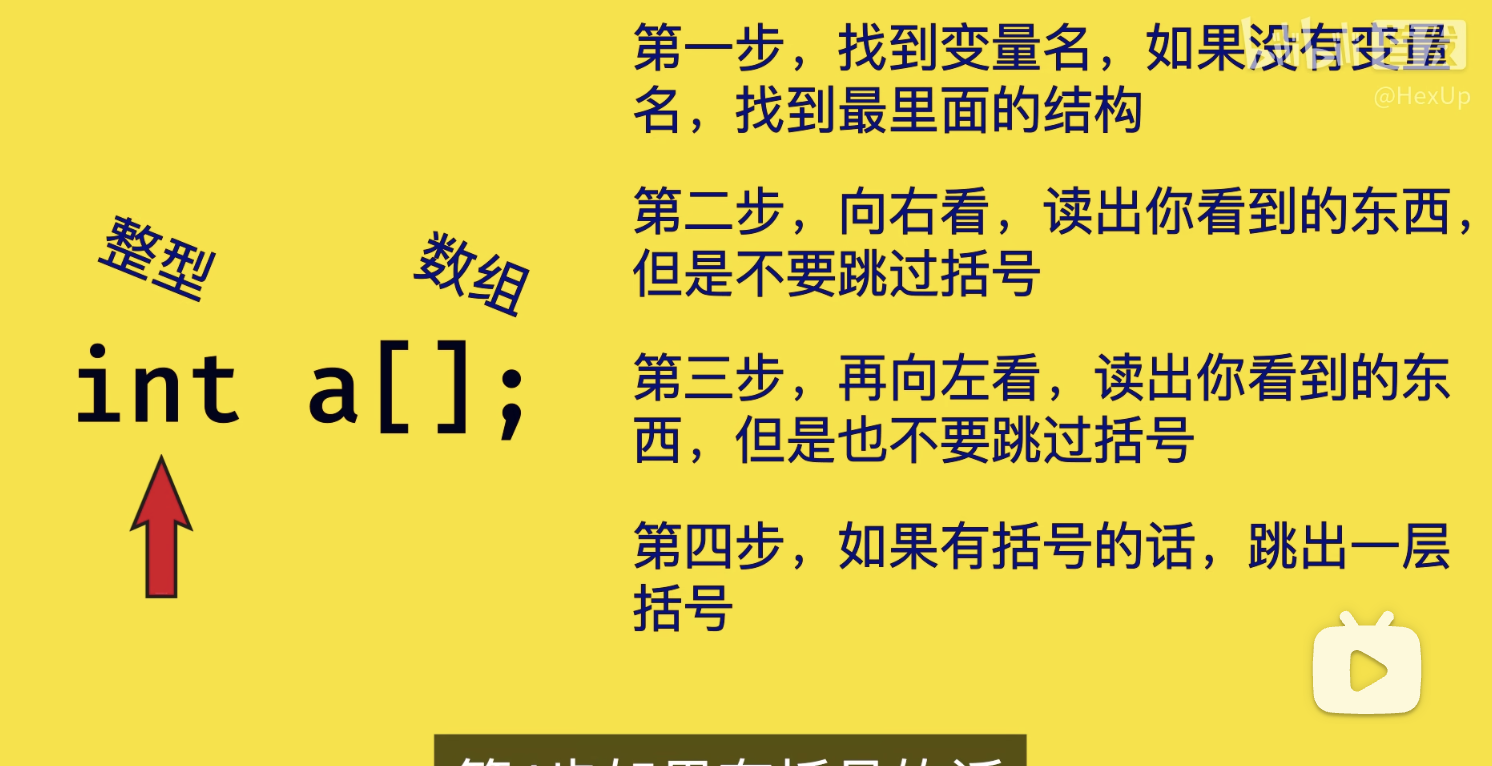 第一步，找到变量名，如果没有变量
名，找到最里面的结构
@HexUp
第二步，向右看，读出你看到的东西，
但是不要跳过括号
整型 数组
int a[];
第三步，再向左看，读出你看到的东
西，但是也不要跳过括号
第四步，如果有括号的话，跳出一层
括号